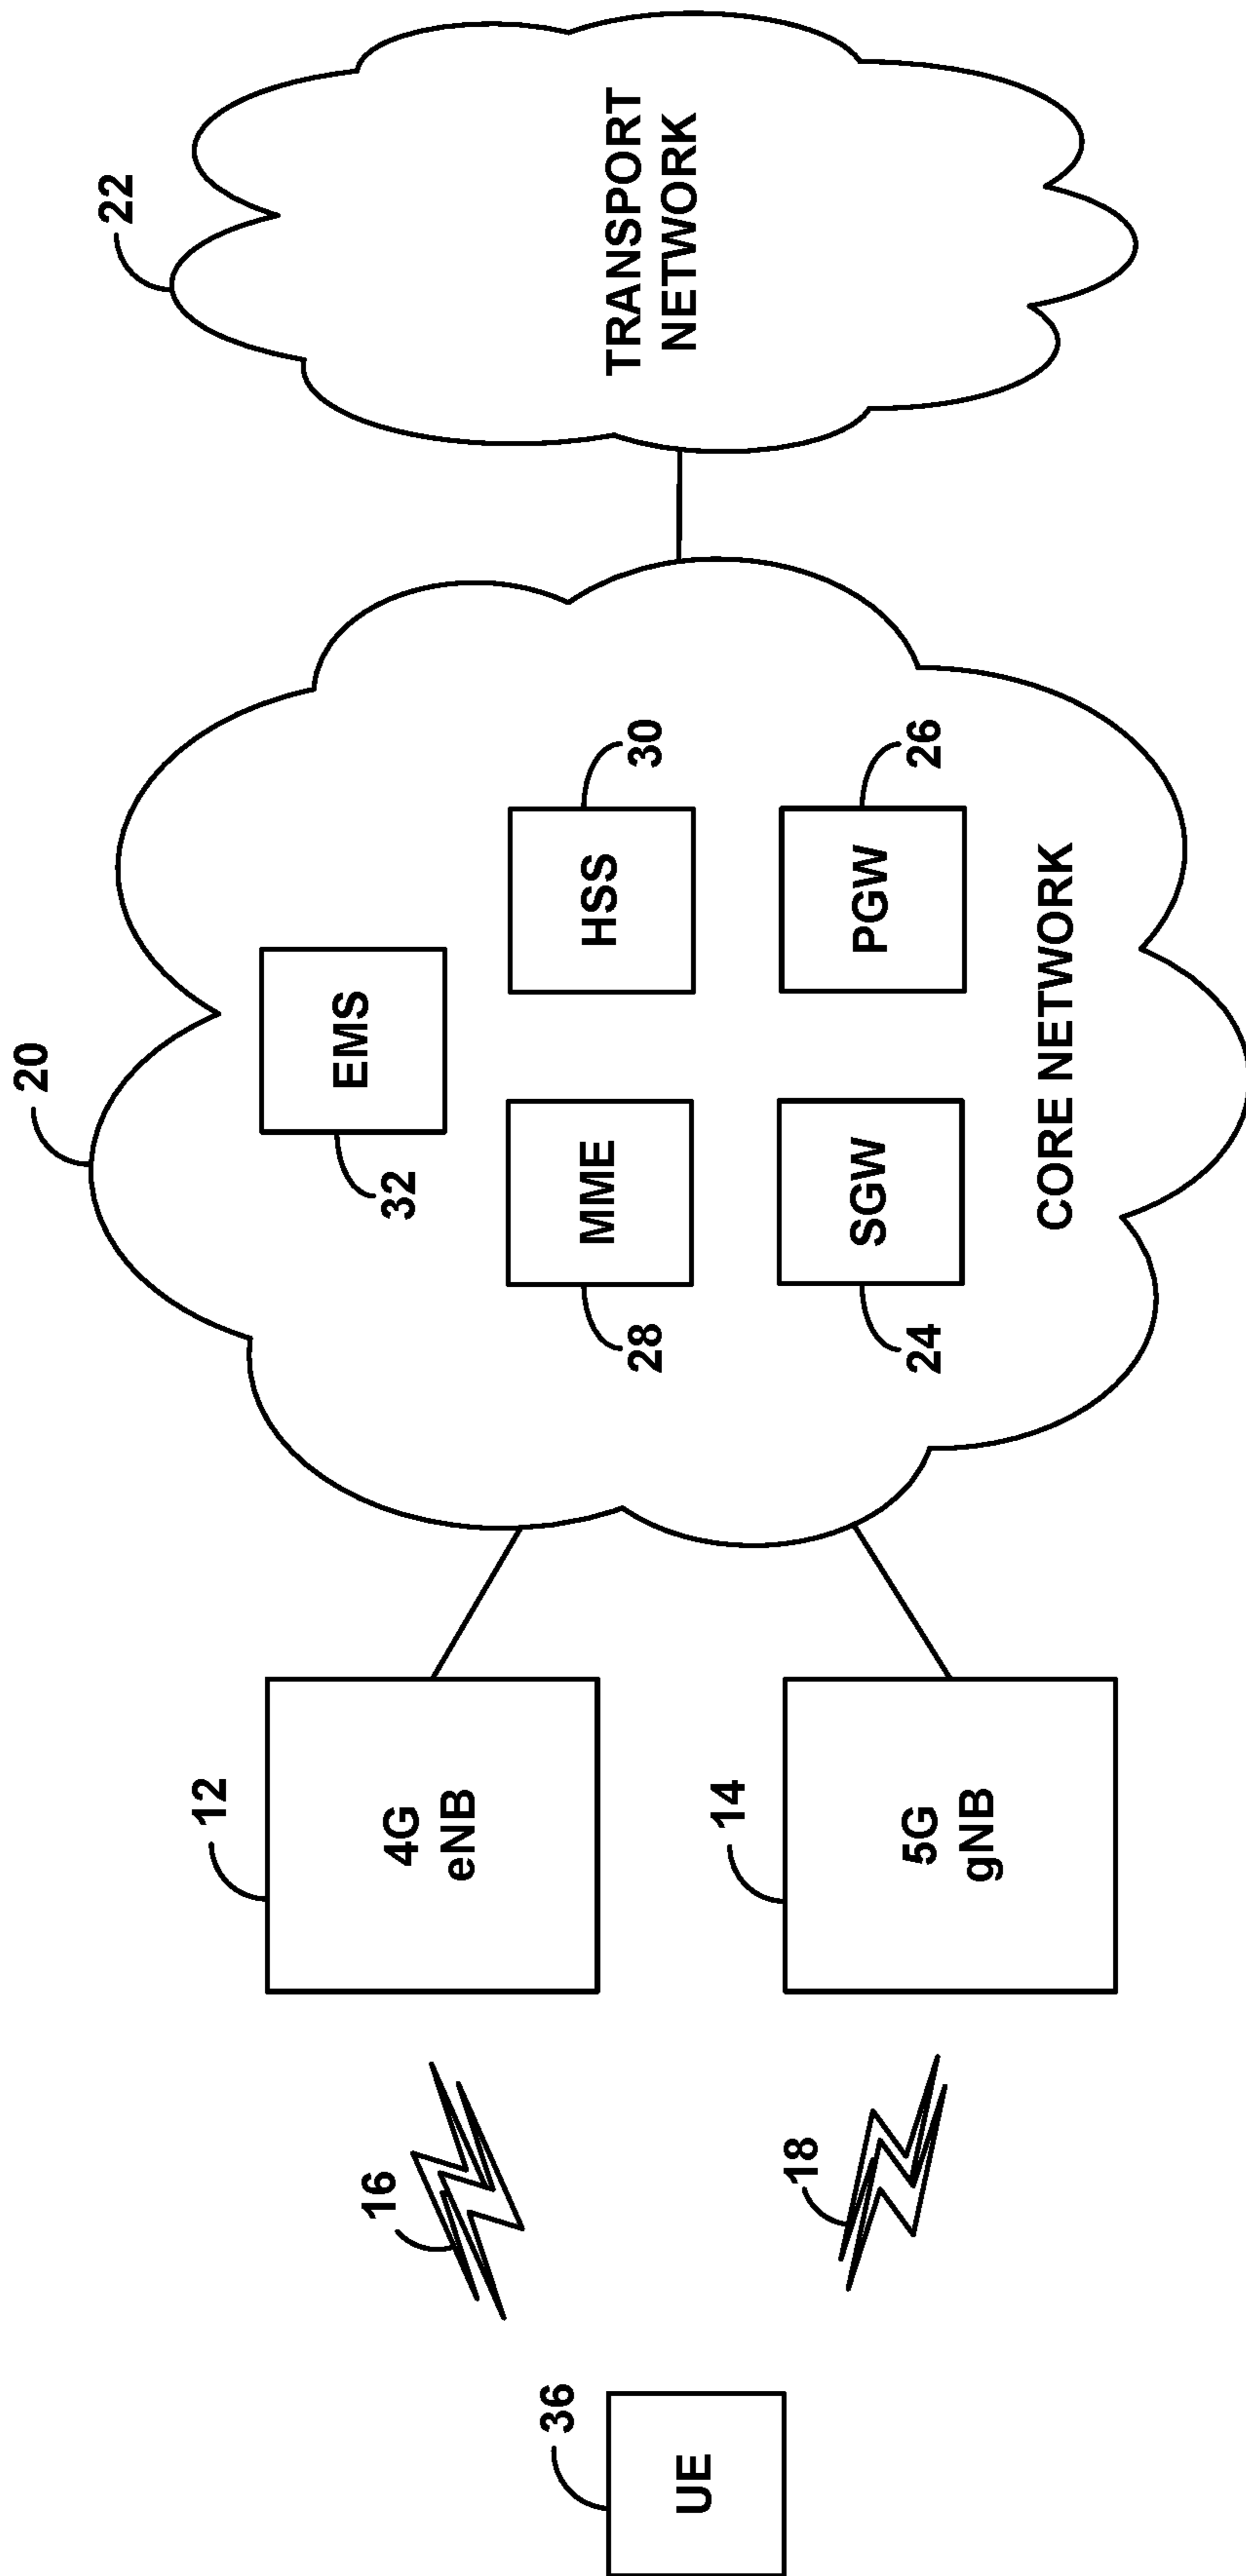 36
UE
16
18
12
4G
eNB
14
5G
gNB
20
32
EMS
28
MME
HSS
30
24
SGW
PGW
26
CORE NETWORK
22
TRANSPORT
NETWORK